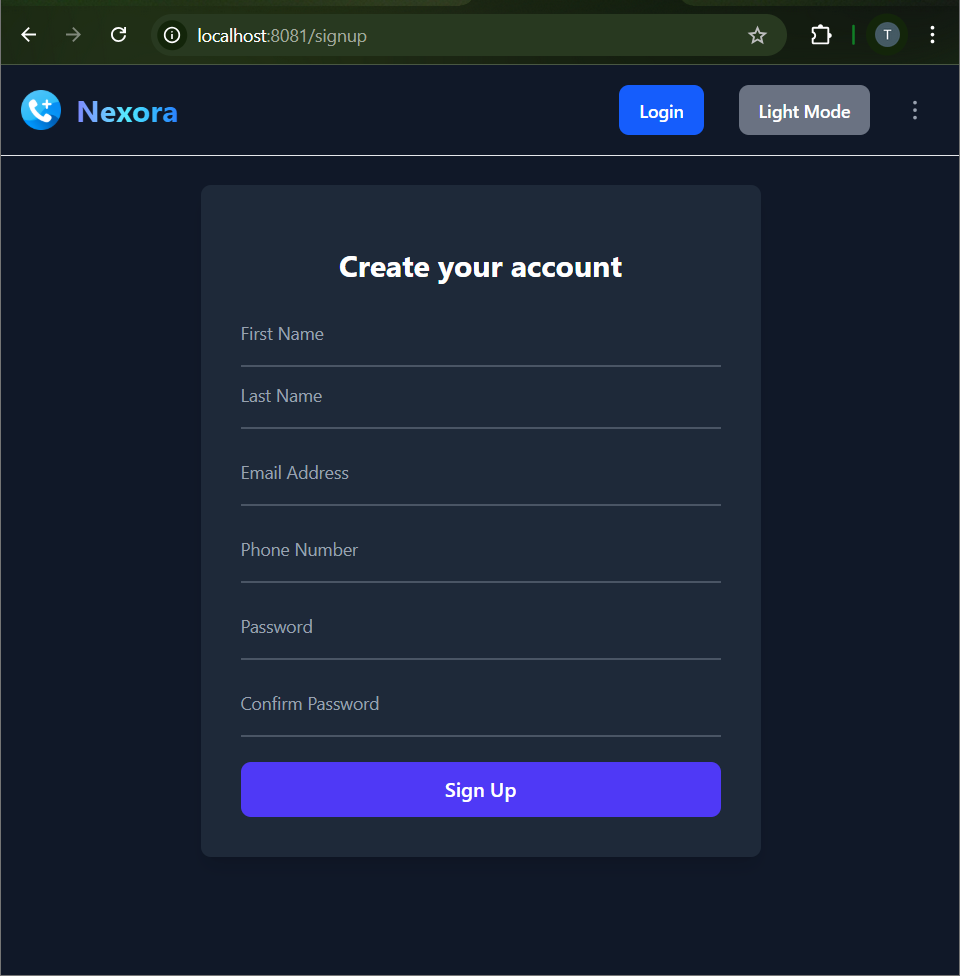 localhost:8081/signup
T
Nexora
Login
Light Mode
Create your account
First Name
Last Name
Email Address
Phone Number
Password
Confirm Password
Sign Up